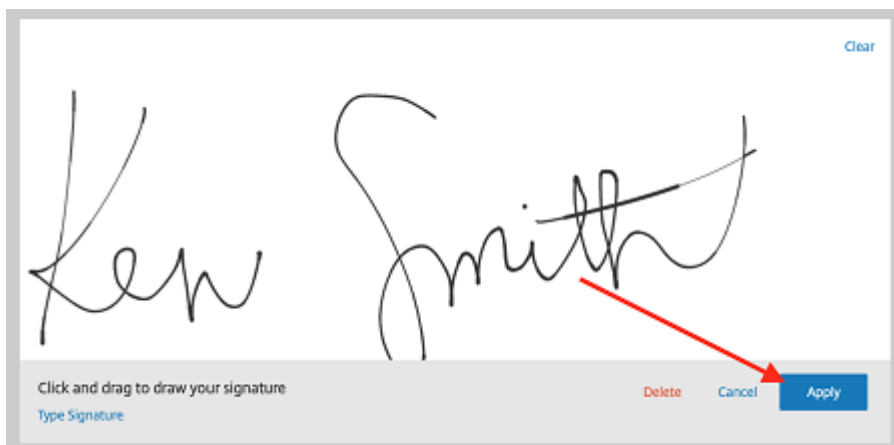 Clear
Ken Smith
Click and drag to draw your signature
Delete Cancel Apply
Type Signature